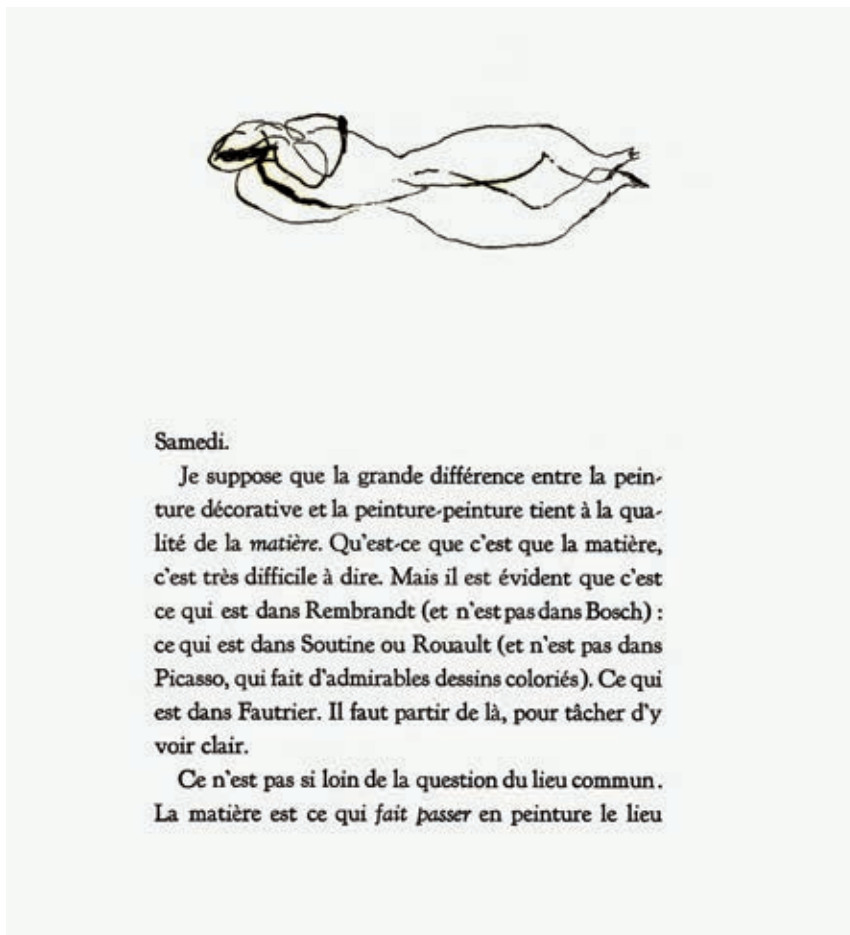 Samedi.
Je suppose que la grande différence entre la pein-
ture décorative et la peinture-peinture tient à la qua-
lité de la matière. Qu'est-ce que c'est que la matière,
c'est très difficile à dire. Mais il est évident que c'est
ce qui est dans Rembrandt (et n'est pas dans Bosch) :
ce qui est dans Soutine ou Rouault (et n'est pas dans
Picasso, qui fait d'admirables dessins coloriés). Ce qui
est dans Fautrier. Il faut partir de là, pour tâcher d'y
voir clair.
Ce n'est pas si loin de la question du lieu commun.
La matière est ce qui fait passer en peinture le lieu